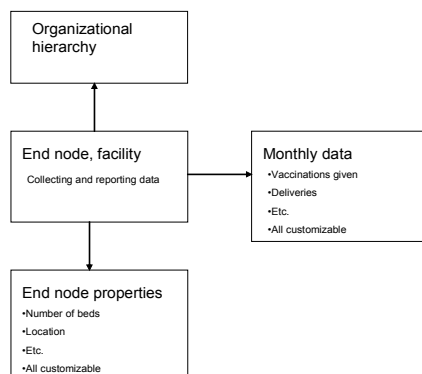 Organizational
hierarchy
End node, facility
Collecting and reporting data
Monthly data
•Vaccinations given
•Deliveries
•Etc.
•All customizable
End node properties
•Number of beds
•Location
•Etc.
•All customizable